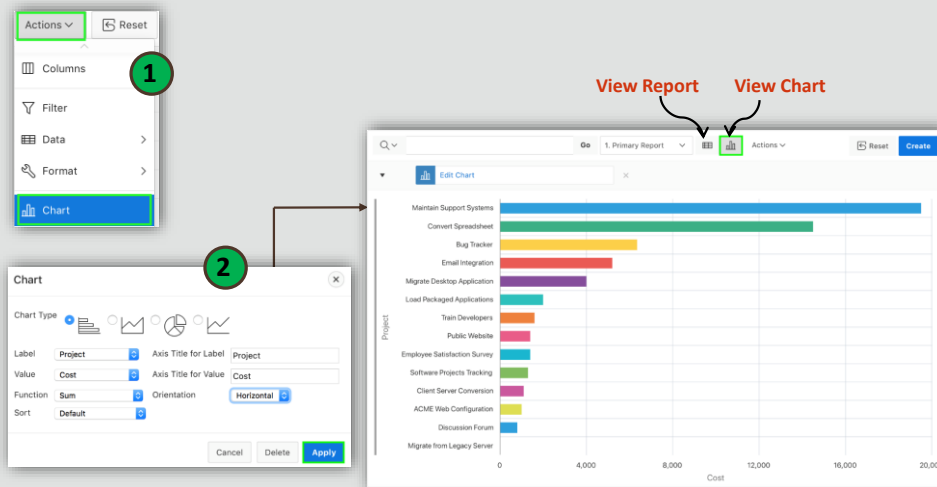 Actions
Reset
Columns
1
Filter
Data
Format
Chart
View Report
View Chart
Go
1. Primary Report
Actions
Reset
Create
Edit Chart
2
Chart
Chart Type
Label
Project
Axis Title for Label
Project
Value
Cost
Axis Title for Value
Cost
Function
Sum
Orientation
Horizontal
Sort
Default
Cancel
Delete
Apply
Project
Maintain Support Systems
Convert Spreadsheet
Bug Tracker
Email Integration
Migrate Desktop Application
Load Packaged Applications
Train Developers
Public Website
Employee Satisfaction Survey
Software Projects Tracking
Client Server Conversion
ACME Web Configuration
Discussion Forum
Migrate from Legacy Server
0
4,000
8,000
12,000
16,000
20,00
Cost